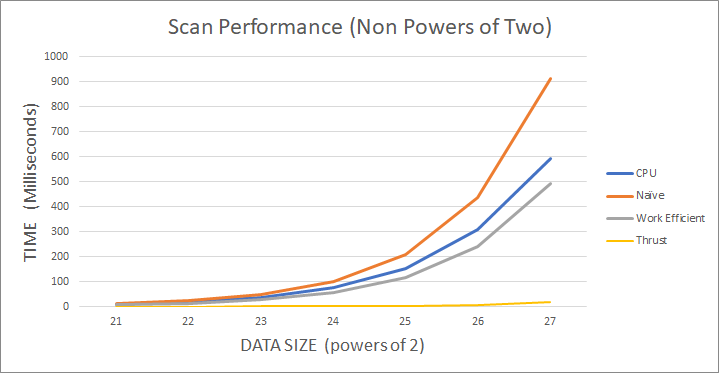 Scan Performance (Non Powers of Two)
1000
900
800
700
600
500
400
300
200
100
0
TIME (Milliseconds)
21 22 23 24 25 26 27
DATA SIZE (powers of 2)
CPU
Naïve
Work Efficient
Thrust